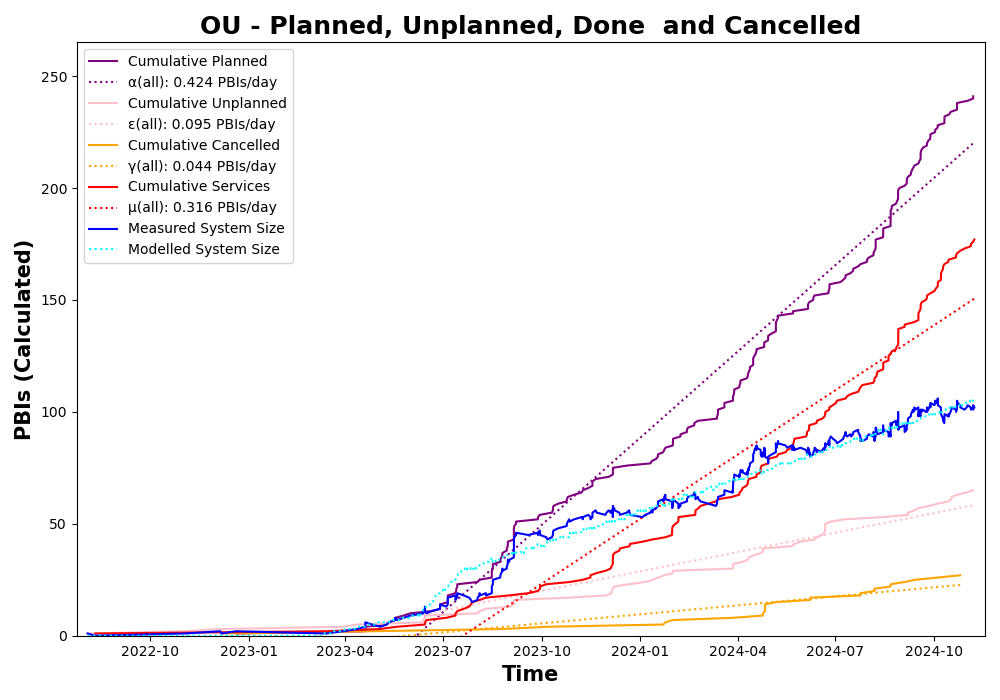 OU - Planned, Unplanned, Done  and Cancelled
Cumulative Planned
α(all): 0.424 PBIs/day
Cumulative Unplanned
ε(all): 0.095 PBIs/day
Cumulative Cancelled
γ(all): 0.044 PBIs/day
Cumulative Services
μ(all): 0.316 PBIs/day
Measured System Size
Modelled System Size
PBIs (Calculated)
250
200
150
100
50
0
2022-10 2023-01 2023-04 2023-07 2023-10 2024-01 2024-04 2024-07 2024-10
Time